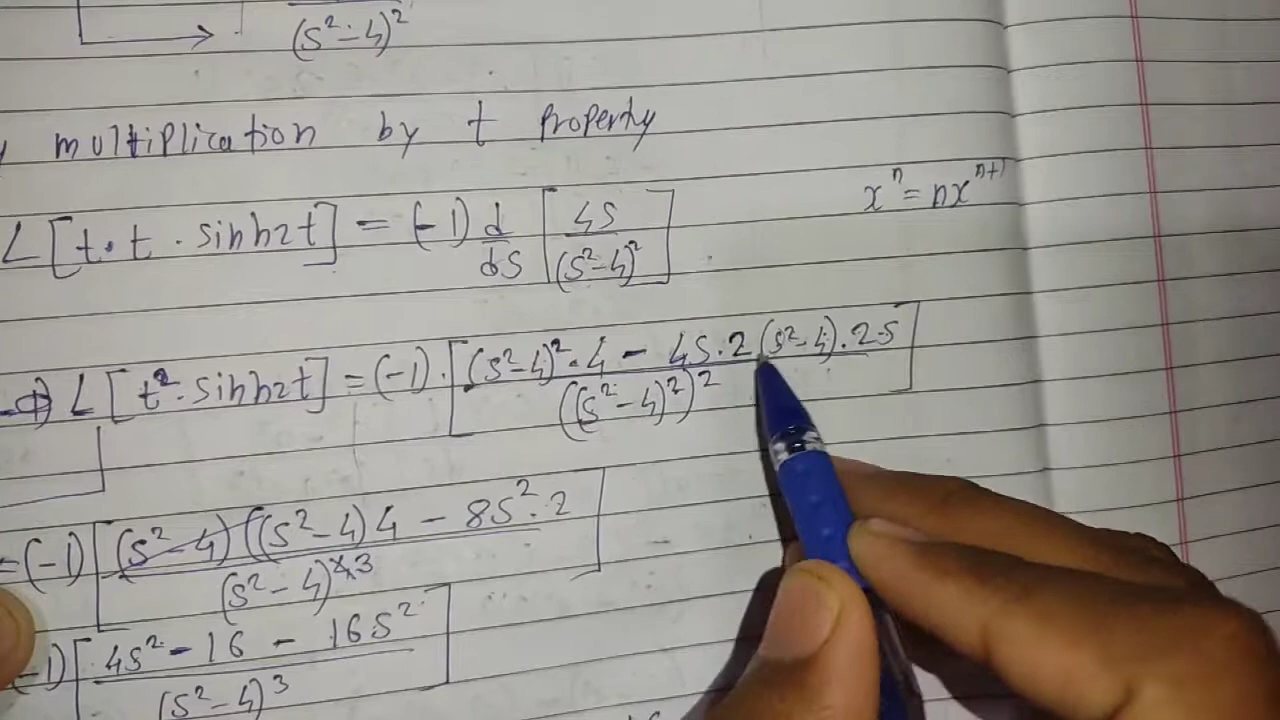 (s²-4)²
multiplication by t Property
xⁿ = nxⁿ⁺¹
L[t·t·sinh2t] = (-1) d/ds [4s/(s²-4)²]
=) L[t²·sinh2t] = (-1)·[(s²-4)²·4 - 4s·2(s²-4)·2s/((s²-4)²)²]
=(-1)[(s²-4)((s²-4)4 - 8s²·2/(s²-4)⁴ 3]
-1)[4s²-16 - 16s²/(s²-4)³]